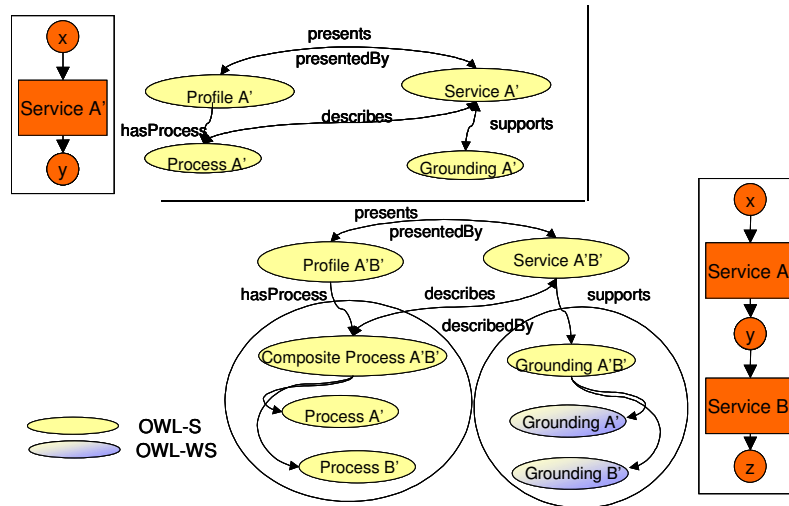 x
Service A'
y
presents
presentedBy
Profile A'
Service A'
hasProcess
describes
supports
Process A'
Grounding A'
presents
presentedBy
Profile A'B'
Service A'B'
hasProcess
describes
supports
describedBy
Composite Process A'B'
Grounding A'B'
Process A'
Grounding A'
Process B'
Grounding B'
OWL-S
OWL-WS
x
Service A
y
Service B
z